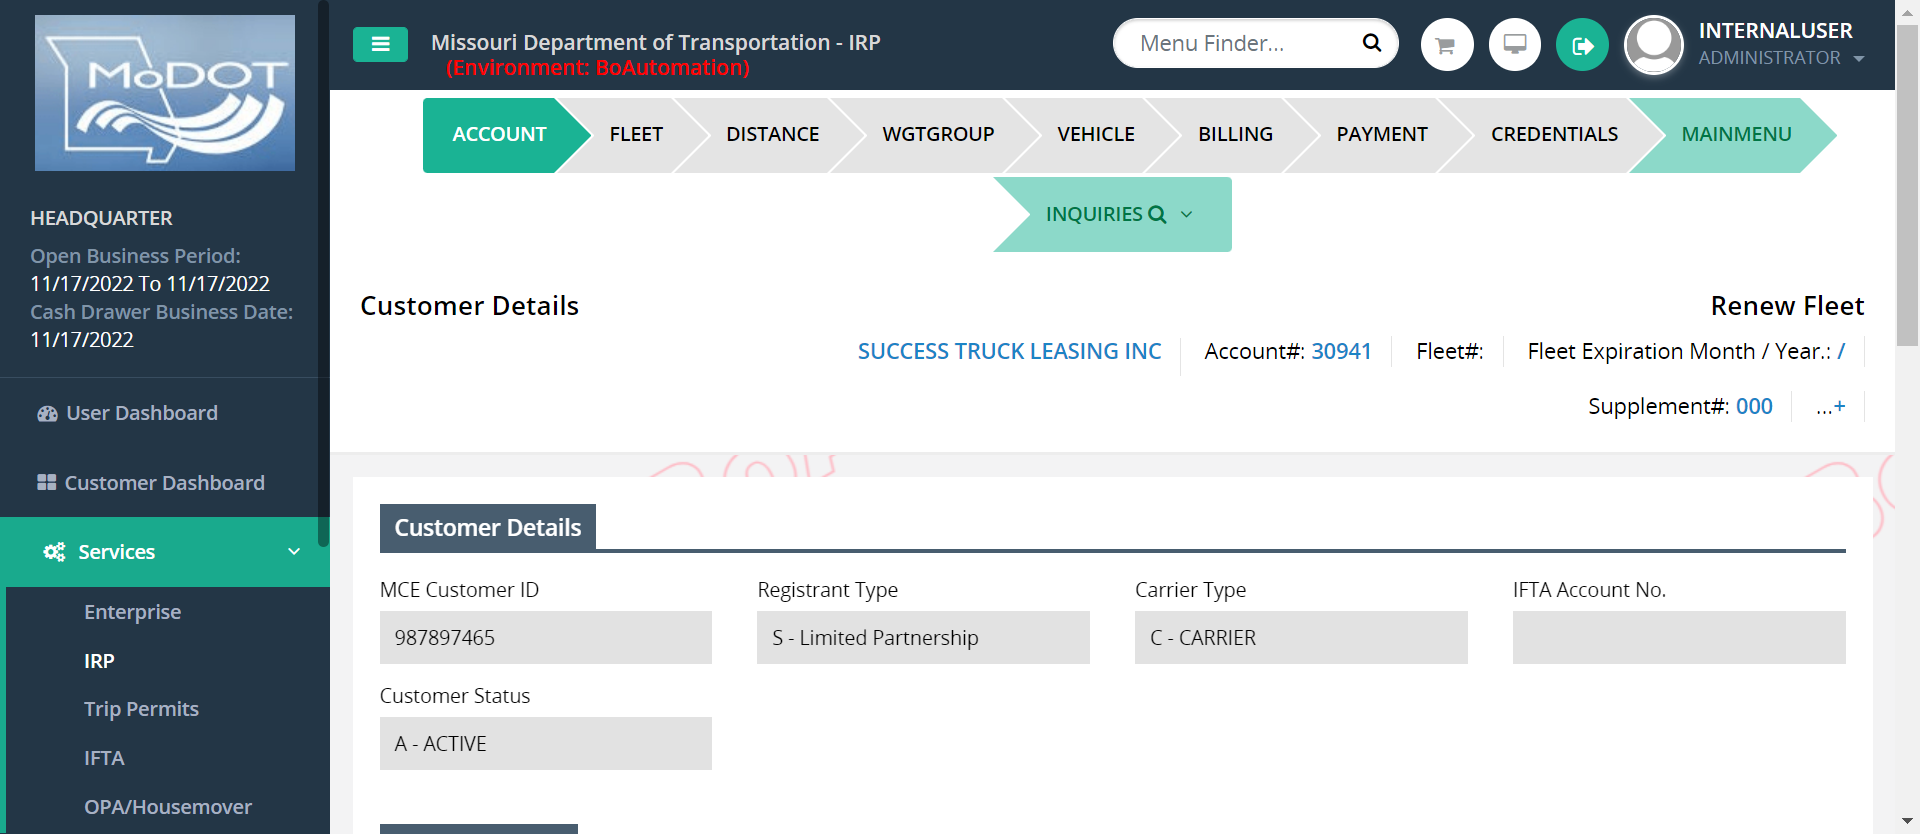 MoDOT
HEADQUARTER
Open Business Period:
11/17/2022 To 11/17/2022
Cash Drawer Business Date:
11/17/2022
User Dashboard
Customer Dashboard
Services
Enterprise
IRP
Trip Permits
IFTA
OPA/Housemover
Missouri Department of Transportation - IRP
(Environment: BoAutomation)
Menu Finder...
INTERNALUSER
ADMINISTRATOR
ACCOUNT FLEET DISTANCE WGTGROUP VEHICLE BILLING PAYMENT CREDENTIALS MAINMENU
INQUIRIES
Customer Details Renew Fleet
SUCCESS TRUCK LEASING INC Account#: 30941 Fleet#: Fleet Expiration Month / Year.: /
Supplement#: 000 ...+
Customer Details
MCE Customer ID Registrant Type Carrier Type IFTA Account No.
987897465 S - Limited Partnership C - CARRIER
Customer Status
A - ACTIVE